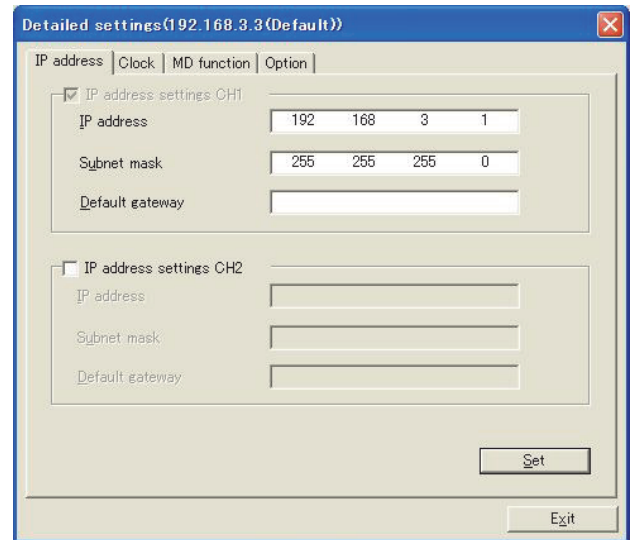 Detailed settings(192.168.3.3(Default))
IP address Clock MD function Option
IP address settings CH1
IP address 192 168 3 1
Subnet mask 255 255 255 0
Default gateway
IP address settings CH2
IP address
Subnet mask
Default gateway
Set
Exit